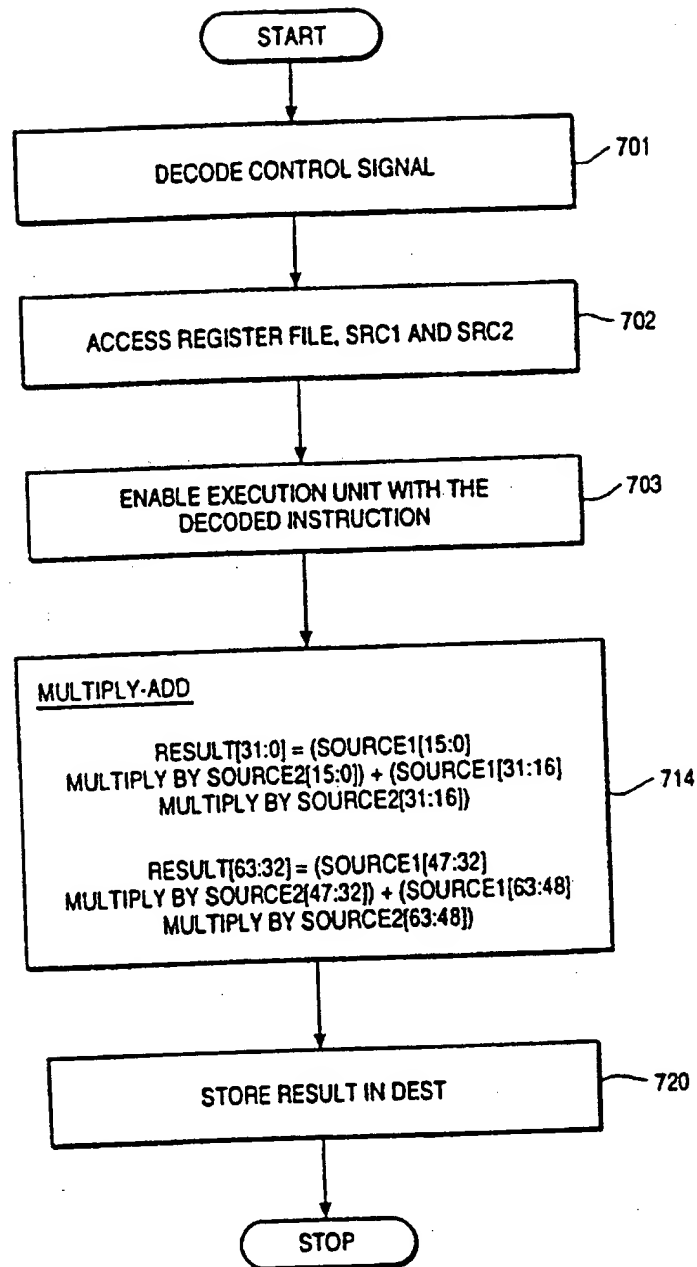 START
DECODE CONTROL SIGNAL
701
ACCESS REGISTER FILE, SRC1 AND SRC2
702
ENABLE EXECUTION UNIT WITH THE
DECODED INSTRUCTION
703
MULTIPLY-ADD
RESULT[31:0] = (SOURCE1[15:0]
MULTIPLY BY SOURCE2[15:0]) + (SOURCE1[31:16]
MULTIPLY BY SOURCE2[31:16])
RESULT[63:32] = (SOURCE1[47:32]
MULTIPLY BY SOURCE2[47:32]) + (SOURCE1[63:48]
MULTIPLY BY SOURCE2[63:48])
714
STORE RESULT IN DEST
720
STOP